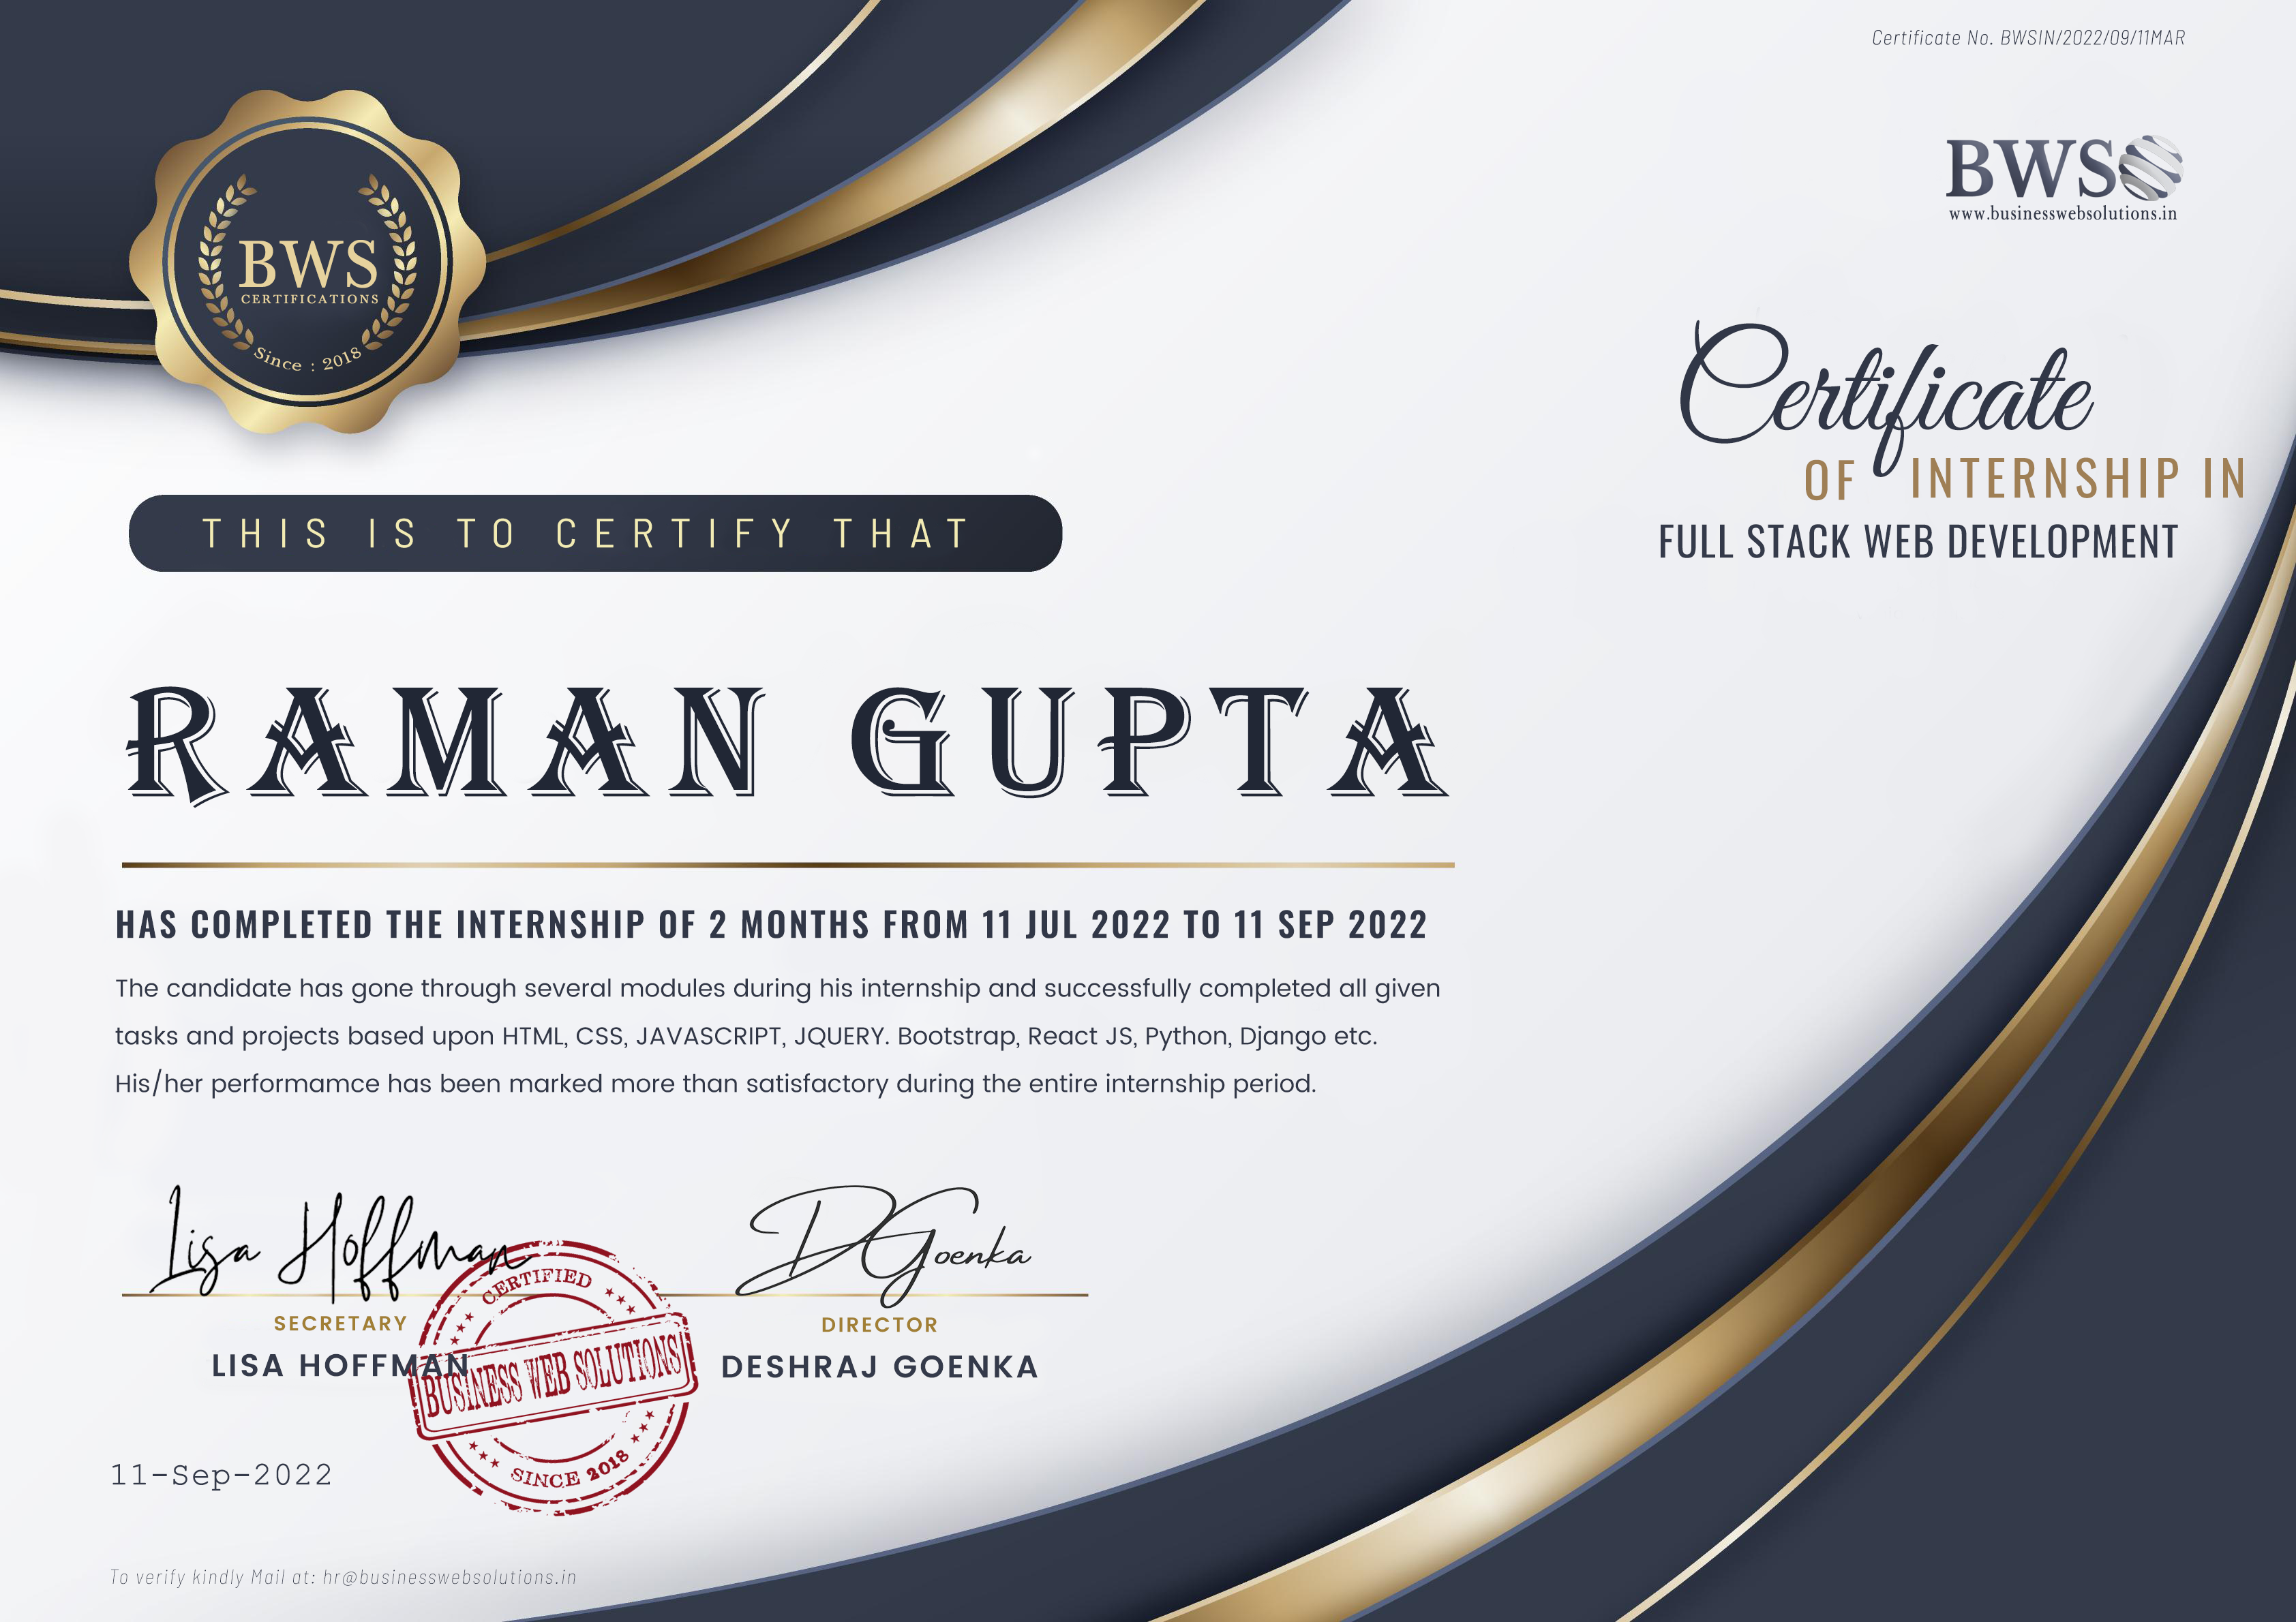 Certificate No. BWSIN/2022/09/11MAR
BWS
www.businesswebsolutions.in
BWS
CERTIFICATIONS
Since : 2018
Certificate
OF INTERNSHIP IN
FULL STACK WEB DEVELOPMENT
THIS IS TO CERTIFY THAT
RAMAN GUPTA
HAS COMPLETED THE INTERNSHIP OF 2 MONTHS FROM 11 JUL 2022 TO 11 SEP 2022
The candidate has gone through several modules during his internship and successfully completed all given
tasks and projects based upon HTML, CSS, JAVASCRIPT, JQUERY. Bootstrap, React JS, Python, Django etc.
His/her performamce has been marked more than satisfactory during the entire internship period.
Lisa Hoffman
SECRETARY
LISA HOFFMAN
DGoenka
DIRECTOR
DESHRAJ GOENKA
CERTIFIED
BUSINESS WEB SOLUTIONS
SINCE 2018
11-Sep-2022
To verify kindly Mail at: hr@businesswebsolutions.in